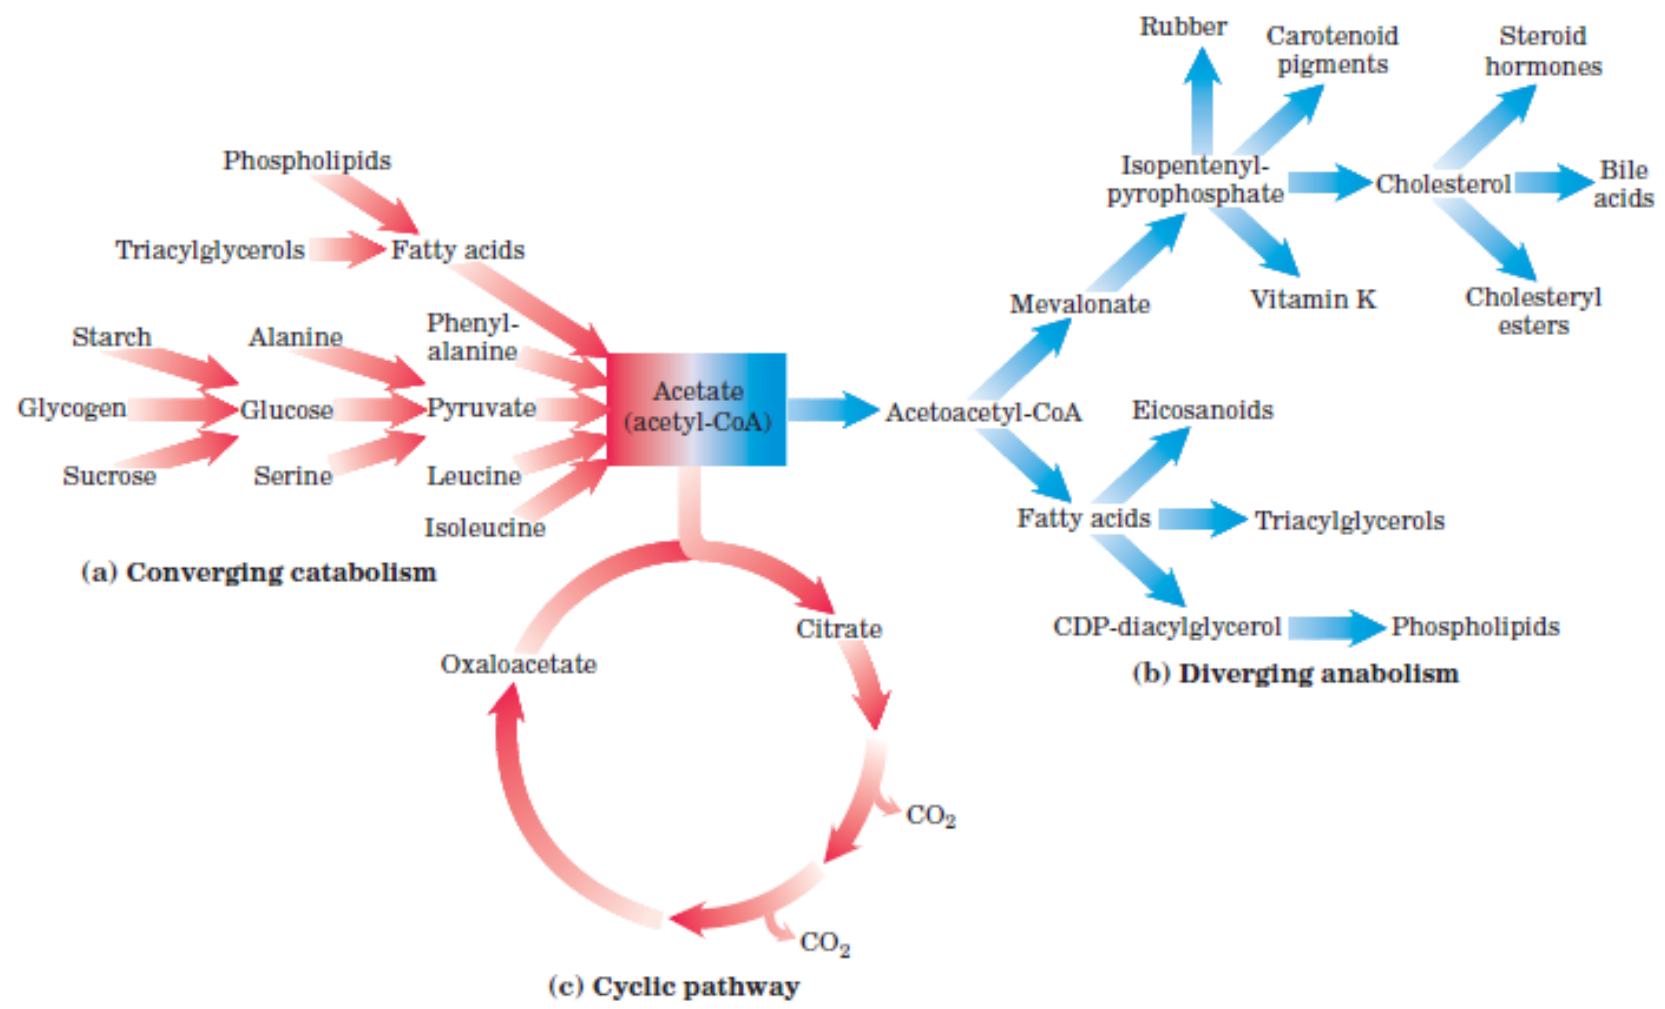 Rubber
Carotenoid
pigments
Steroid
hormones
Phospholipids
Isopentenyl-
pyrophosphate
Cholesterol
Bile
acids
Triacylglycerols
Fatty acids
Mevalonate
Vitamin K
Cholesteryl
esters
Starch
Alanine
Phenyl-
alanine
Glycogen
Glucose
Pyruvate
Acetate
(acetyl-CoA)
Acetoacetyl-CoA
Eicosanoids
Sucrose
Serine
Leucine
Isoleucine
Fatty acids
Triacylglycerols
(a) Converging catabolism
CDP-diacylglycerol
Phospholipids
(b) Diverging anabolism
Citrate
Oxaloacetate
CO₂
CO₂
(c) Cyclic pathway